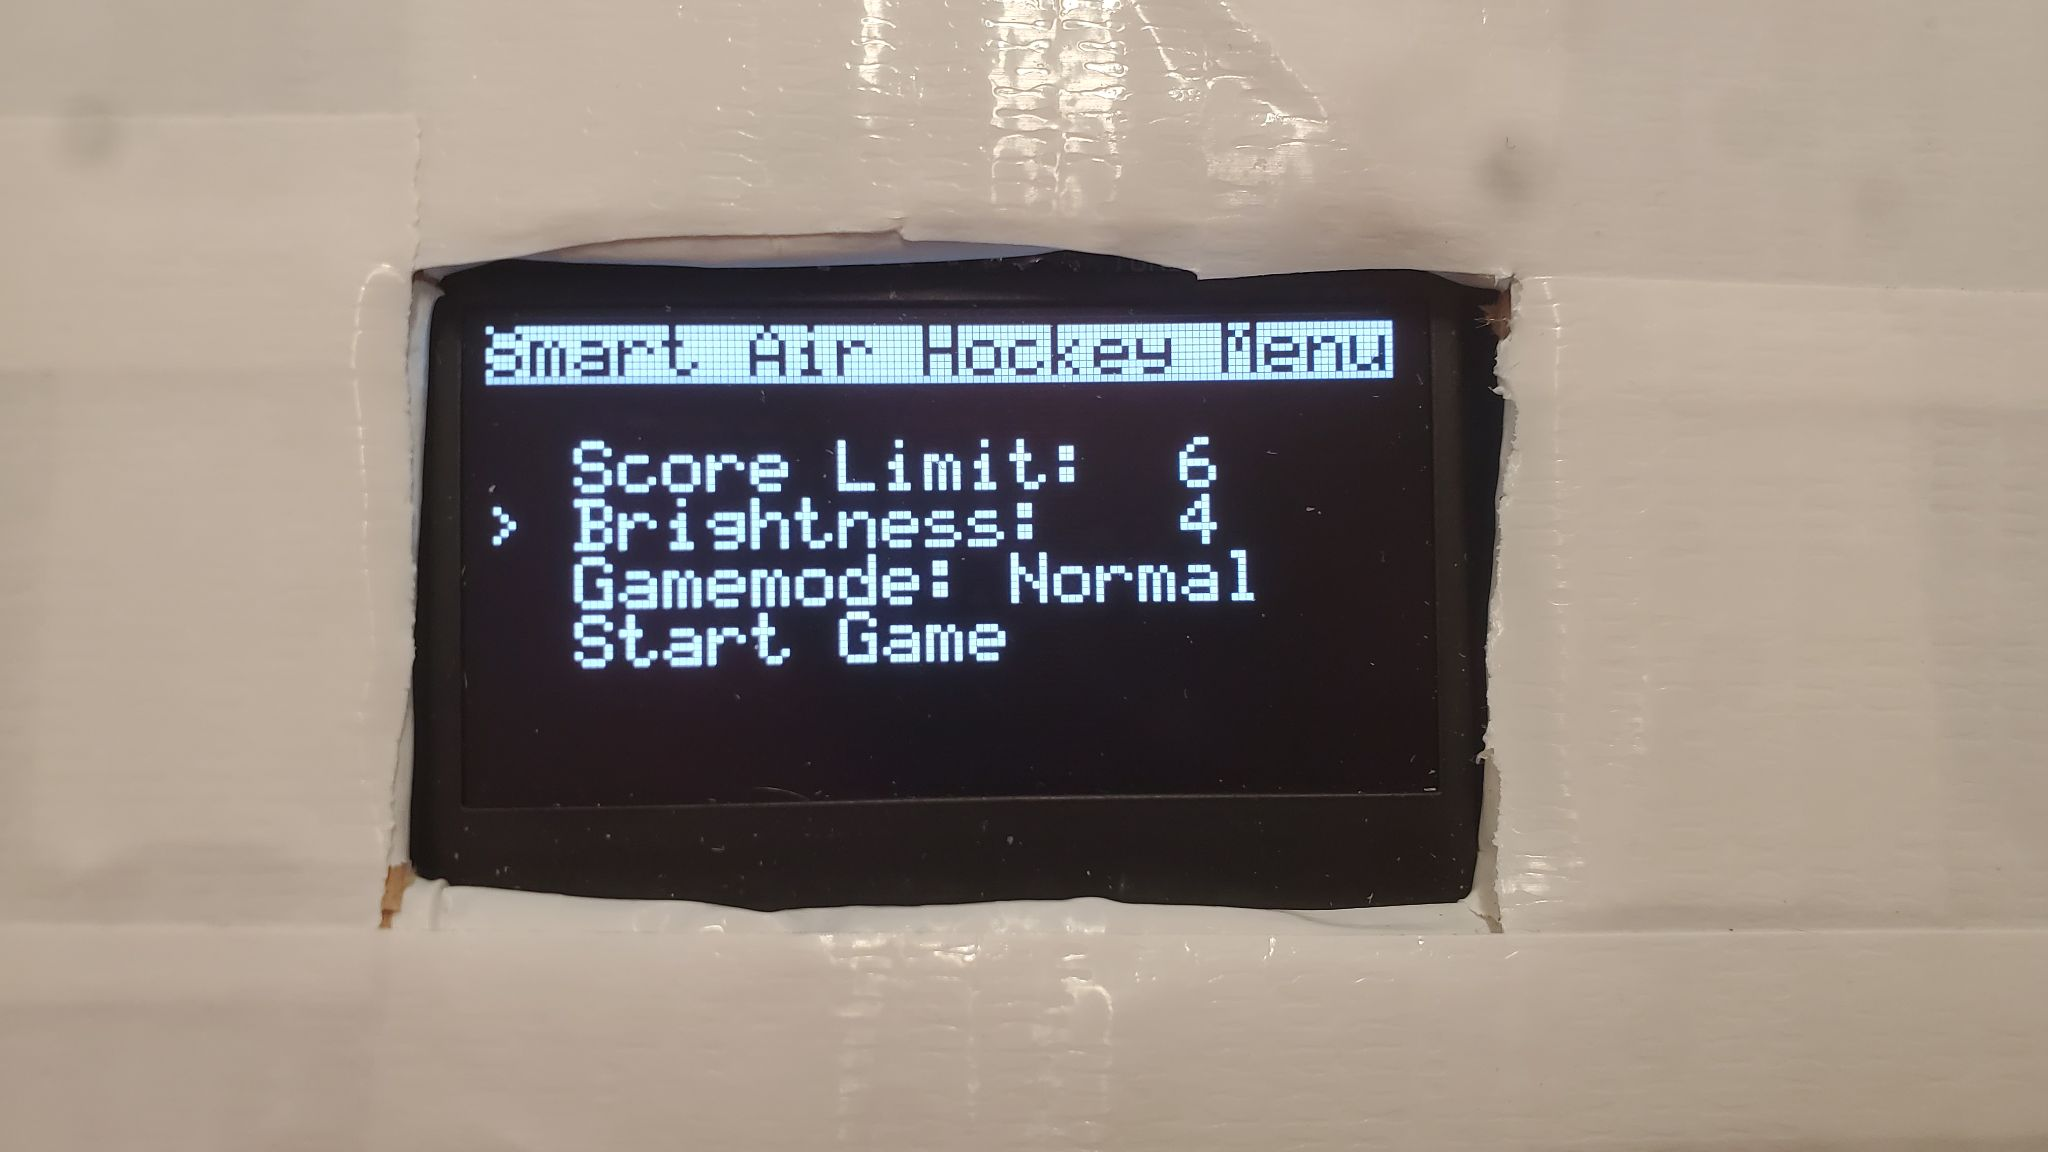 Smart Air Hockey Menu
Score Limit: 6
> Brightness: 4
Gamemode: Normal
Start Game